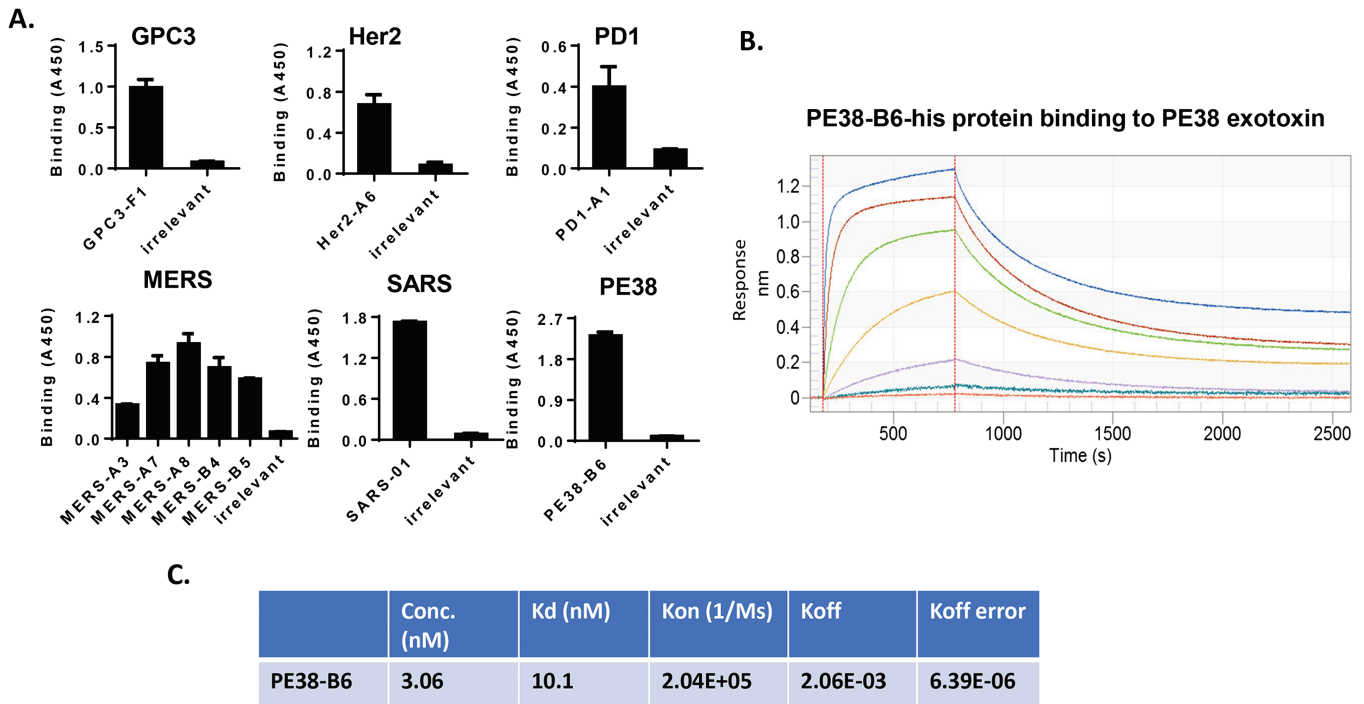 A.
GPC3
Binding (A450)
1.5
1.0
0.5
0.0
GPC3-F1
irrelevant
Her2
Binding (A450)
1.2
0.8
0.4
0.0
Her2-A6
irrelevant
PD1
Binding (A450)
0.6
0.4
0.2
0.0
PD1-A1
irrelevant
MERS
Binding (A450)
1.2
0.8
0.4
0.0
MERS-A3
MERS-A7
MERS-A8
MERS-B4
MERS-B5
irrelevant
SARS
Binding (A450)
1.8
1.2
0.6
0.0
SARS-01
irrelevant
PE38
Binding (A450)
2.7
1.8
0.9
0.0
PE38-B6
irrelevant
B.
PE38-B6-his protein binding to PE38 exotoxin
Response
nm
1.2
1.0
0.8
0.6
0.4
0.2
0
500
1000
1500
2000
2500
Time (s)
C.
Conc. (nM) Kd (nM) Kon (1/Ms) Koff Koff error
PE38-B6 3.06 10.1 2.04E+05 2.06E-03 6.39E-06